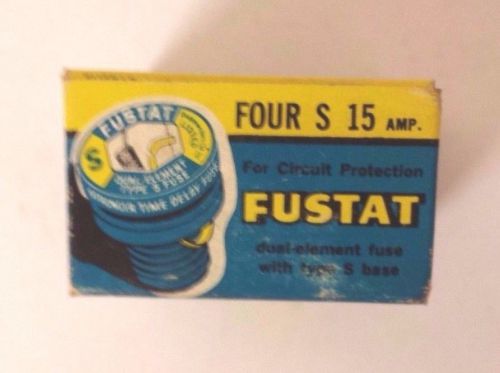 FOUR S 15 AMP.
For Circuit Protection
FUSTAT
dual-element fuse
with type S base
FUSTAT
S
DUAL-ELEMENT
TYPE S FUSE
TIME DELAY FUSE